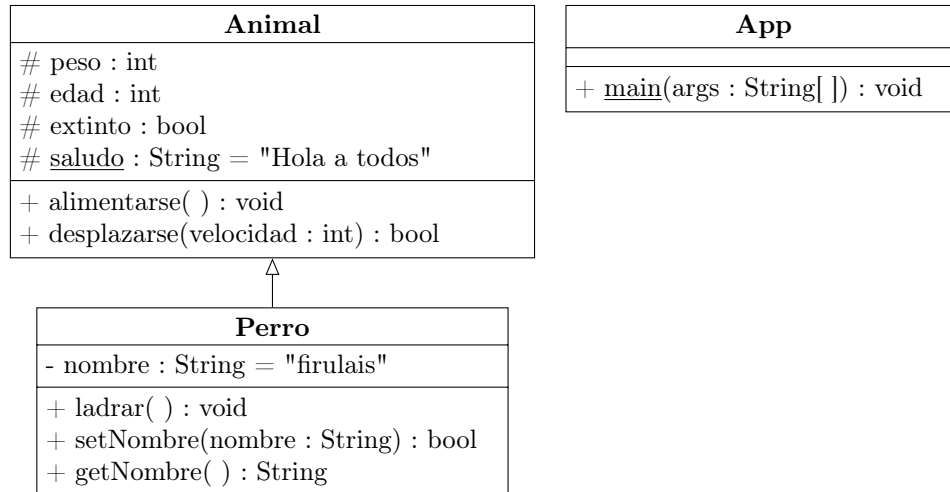 Animal
# peso : int
# edad : int
# extinto : bool
# saludo : String = "Hola a todos"
+ alimentarse( ) : void
+ desplazarse(velocidad : int) : bool
App
+ main(args : String[ ]) : void
Perro
- nombre : String = "firulais"
+ ladrar( ) : void
+ setNombre(nombre : String) : bool
+ getNombre( ) : String